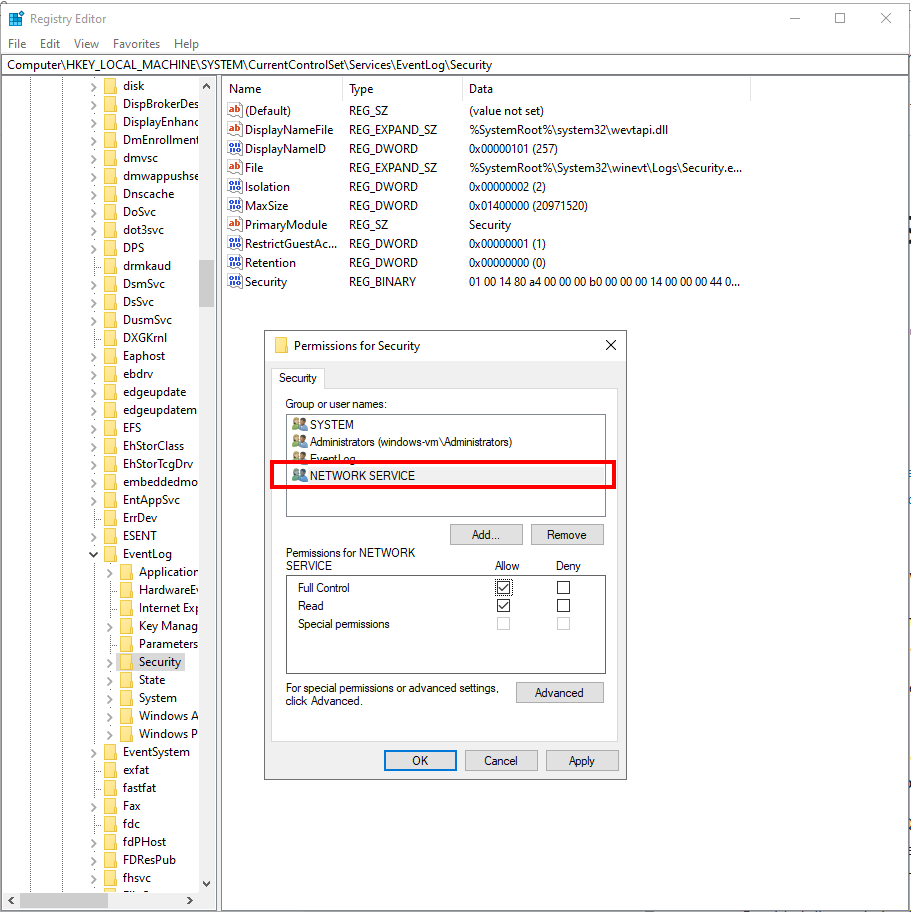 Registry Editor
File Edit View Favorites Help
Computer\HKEY_LOCAL_MACHINE\SYSTEM\CurrentControlSet\Services\EventLog\Security
disk
DispBrokerDes
DisplayEnhanc
DmEnrollment
dmvsc
dmwappushse
Dnscache
DoSvc
dot3svc
DPS
drmkaud
DsmSvc
DsSvc
DusmSvc
DXGKrnl
Eaphost
ebdrv
edgeupdate
edgeupdatem
EFS
EhStorClass
EhStorTcgDrv
embeddedmo
EntAppSvc
ErrDev
ESENT
EventLog
Application
HardwareEv
Internet Exp
Key Manag
Parameters
Security
State
System
Windows A
Windows P
EventSystem
exfat
fastfat
Fax
fdc
fdPHost
FDResPub
fhsvc
Name Type Data
(Default) REG_SZ (value not set)
DisplayNameFile REG_EXPAND_SZ %SystemRoot%\system32\wevtapi.dll
DisplayNameID REG_DWORD 0x00000101 (257)
File REG_EXPAND_SZ %SystemRoot%\System32\winevt\Logs\Security.e...
Isolation REG_DWORD 0x00000002 (2)
MaxSize REG_DWORD 0x01400000 (20971520)
PrimaryModule REG_SZ Security
RestrictGuestAc... REG_DWORD 0x00000001 (1)
Retention REG_DWORD 0x00000000 (0)
Security REG_BINARY 01 00 14 80 a4 00 00 00 b0 00 00 00 14 00 00 00 44 0...
Permissions for Security
Security
Group or user names:
SYSTEM
Administrators (windows-vm\Administrators)
EventLog
NETWORK SERVICE
Add... Remove
Permissions for NETWORK
SERVICE Allow Deny
Full Control
Read
Special permissions
For special permissions or advanced settings,
click Advanced.
Advanced
OK Cancel Apply